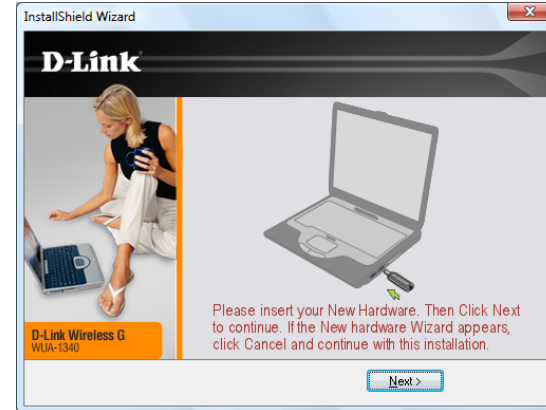 InstallShield Wizard
D-Link
Please insert your New Hardware. Then Click Next
to continue. If the New hardware Wizard appears,
click Cancel and continue with this installation.
D-Link Wireless G
WUA-1340
Next >